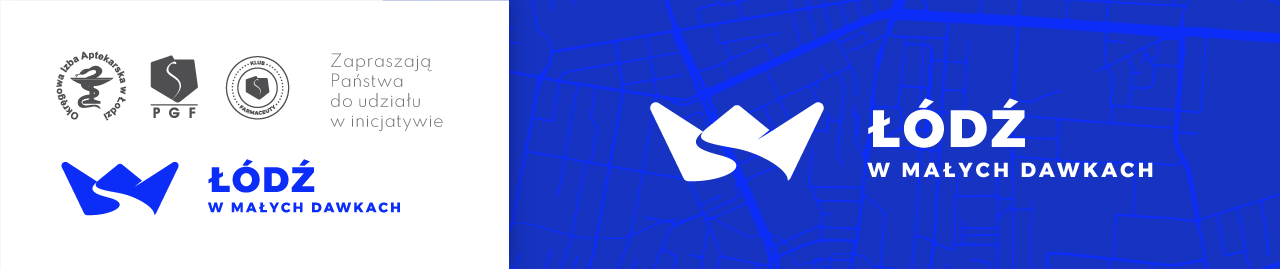 Okręgowa Izba Aptekarska w Łodzi
PGF
KLUB
FARMACEUTY
Zapraszają
Państwa
do udziału
w inicjatywie
ŁÓDŹ
W MAŁYCH DAWKACH
ŁÓDŹ
W MAŁYCH DAWKACH